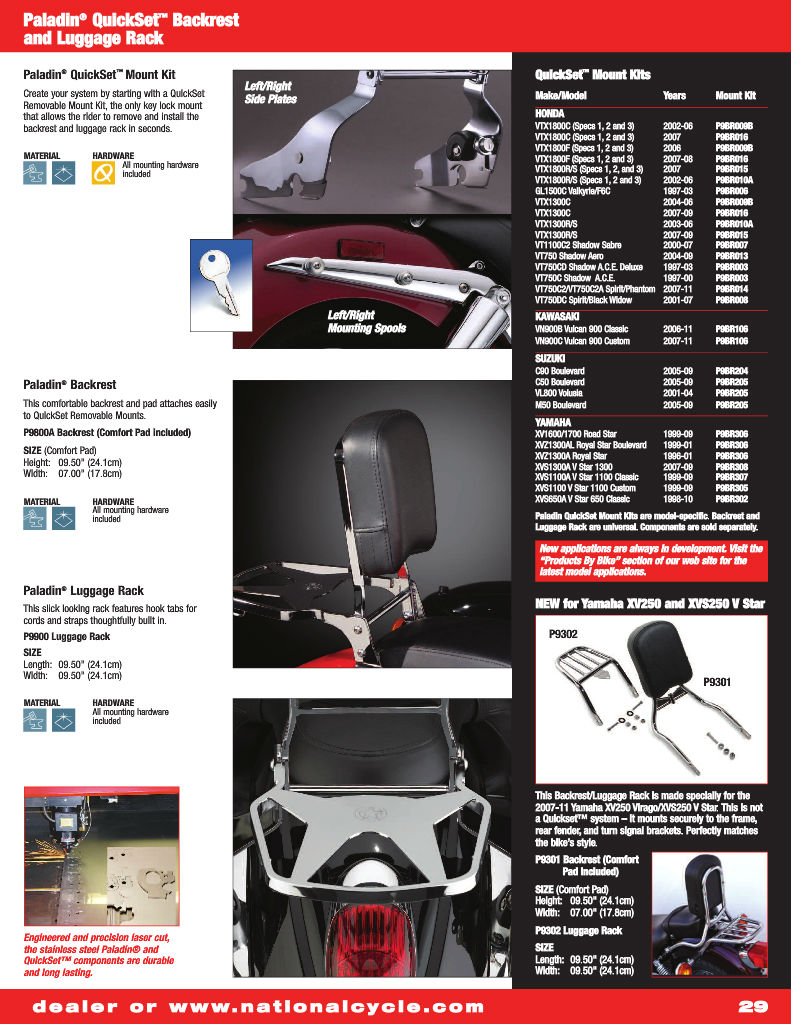 Paladin® QuickSet™ Backrest
and Luggage Rack
Paladin® QuickSet™ Mount Kit
Create your system by starting with a QuickSet
Removable Mount Kit, the only key lock mount
that allows the rider to remove and install the
backrest and luggage rack in seconds.
MATERIAL
HARDWARE
All mounting hardware
included
Left/Right
Side Plates
Left/Right
Mounting Spools
Paladin® Backrest
This comfortable backrest and pad attaches easily
to QuickSet Removable Mounts.
P9800A Backrest (Comfort Pad Included)
SIZE (Comfort Pad)
Height: 09.50" (24.1cm)
Width: 07.00" (17.8cm)
MATERIAL
HARDWARE
All mounting hardware
included
Paladin® Luggage Rack
This slick looking rack features hook tabs for
cords and straps thoughtfully built in.
P9900 Luggage Rack
SIZE
Length: 09.50" (24.1cm)
Width: 09.50" (24.1cm)
MATERIAL
HARDWARE
All mounting hardware
included
Engineered and precision laser cut,
the stainless steel Paladin® and
QuickSet™ components are durable
and long lasting.
QuickSet™ Mount Kits
Make/Model Years Mount Kit
HONDA
VTX1800C (Specs 1, 2 and 3) 2002-06 P9BR009B
VTX1800C (Specs 1, 2 and 3) 2007 P9BR016
VTX1800F (Specs 1, 2 and 3) 2006 P9BR009B
VTX1800F (Specs 1, 2 and 3) 2007-08 P9BR016
VTX1800R/S (Specs 1, 2, and 3) 2007 P9BR015
VTX1800R/S (Specs 1, 2 and 3) 2002-06 P9BR010A
GL1500C Valkyrie/F6C 1997-03 P9BR006
VTX1300C 2004-06 P9BR009B
VTX1300C 2007-09 P9BR016
VTX1300R/S 2003-06 P9BR010A
VTX1300R/S 2007-09 P9BR015
VT1100C2 Shadow Sabre 2000-07 P9BR007
VT750 Shadow Aero 2004-09 P9BR013
VT750CD Shadow A.C.E. Deluxe 1997-03 P9BR003
VT750C Shadow A.C.E. 1997-00 P9BR003
VT750C2/VT750C2A Spirit/Phantom 2007-11 P9BR014
VT750DC Spirit/Black Widow 2001-07 P9BR008
KAWASAKI
VN900B Vulcan 900 Classic 2006-11 P9BR106
VN900C Vulcan 900 Custom 2007-11 P9BR106
SUZUKI
C90 Boulevard 2005-09 P9BR204
C50 Boulevard 2005-09 P9BR205
VL800 Volusia 2001-04 P9BR205
M50 Boulevard 2005-09 P9BR205
YAMAHA
XV1600/1700 Road Star 1999-09 P9BR306
XVZ1300AL Royal Star Boulevard 1999-01 P9BR306
XVZ1300A Royal Star 1996-01 P9BR306
XVS1300A V Star 1300 2007-09 P9BR308
XVS1100A V Star 1100 Classic 1999-09 P9BR307
XVS1100 V Star 1100 Custom 1999-09 P9BR305
XVS650A V Star 650 Classic 1998-10 P9BR302
Paladin QuickSet Mount Kits are model-specific. Backrest and
Luggage Rack are universal. Components are sold separately.
New applications are always in development. Visit the
“Products By Bike” section of our web site for the
latest model applications.
NEW for Yamaha XV250 and XVS250 V Star
P9302
P9301
This Backrest/Luggage Rack is made specially for the
2007-11 Yamaha XV250 Virago/XVS250 V Star. This is not
a Quickset™ system – it mounts securely to the frame,
rear fender, and turn signal brackets. Perfectly matches
the bike's style.
P9301 Backrest (Comfort
Pad Included)
SIZE (Comfort Pad)
Height: 09.50" (24.1cm)
Width: 07.00" (17.8cm)
P9302 Luggage Rack
SIZE
Length: 09.50" (24.1cm)
Width: 09.50" (24.1cm)
dealer or www.nationalcycle.com
29